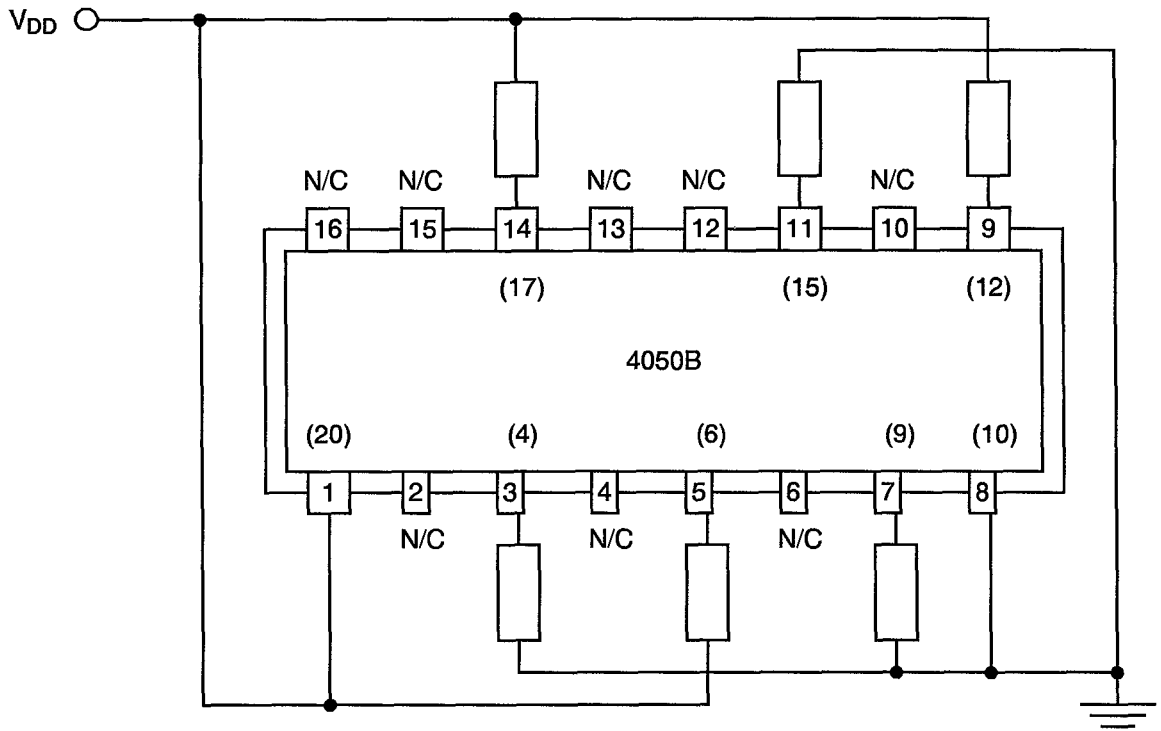 VDD
N/C N/C N/C N/C N/C
16 15 14 13 12 11 10 9
(17) (15) (12)
4050B
(20) (4) (6) (9) (10)
1 2 3 4 5 6 7 8
N/C N/C N/C